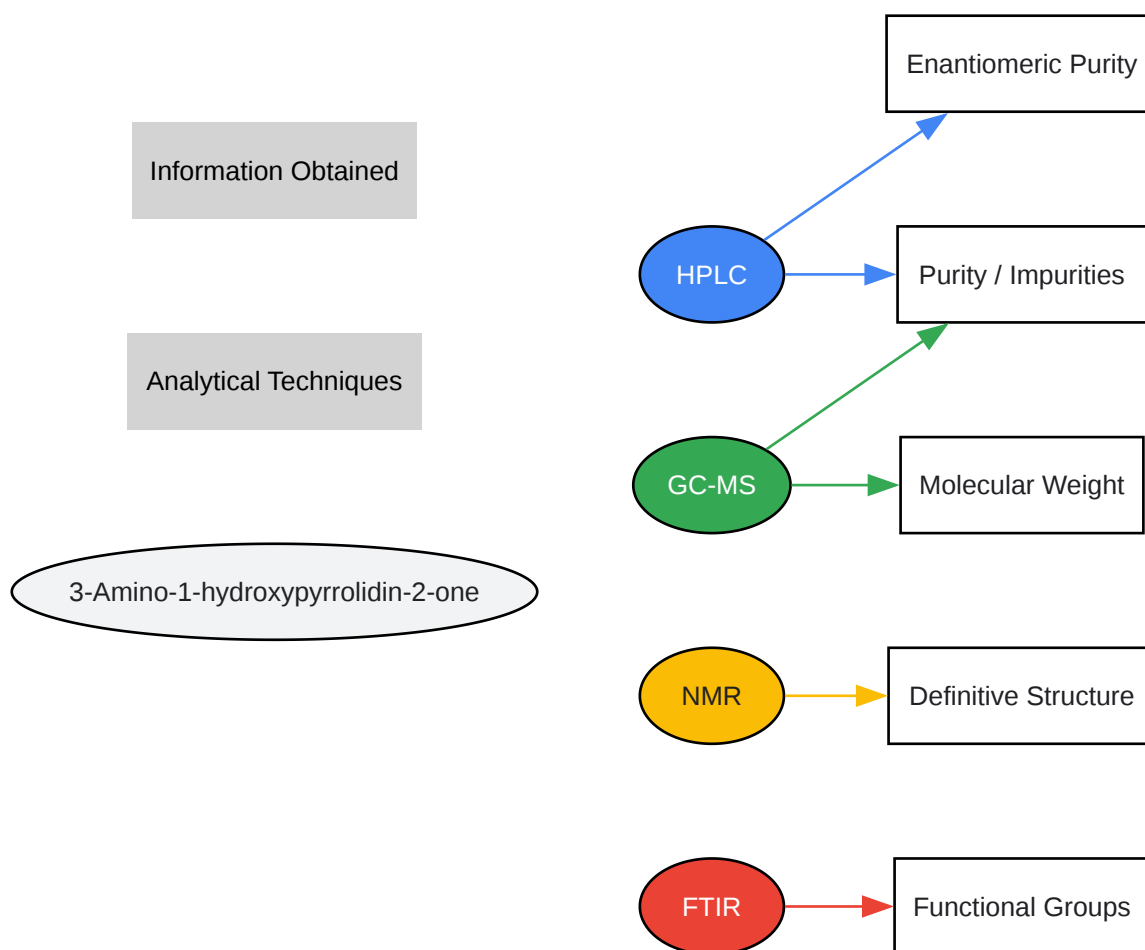 Enantiomeric Purity
Information Obtained
HPLC
Purity / Impurities
Analytical Techniques
GC-MS
Molecular Weight
3-Amino-1-hydroxypyrrolidin-2-one
NMR
Definitive Structure
FTIR
Functional Groups